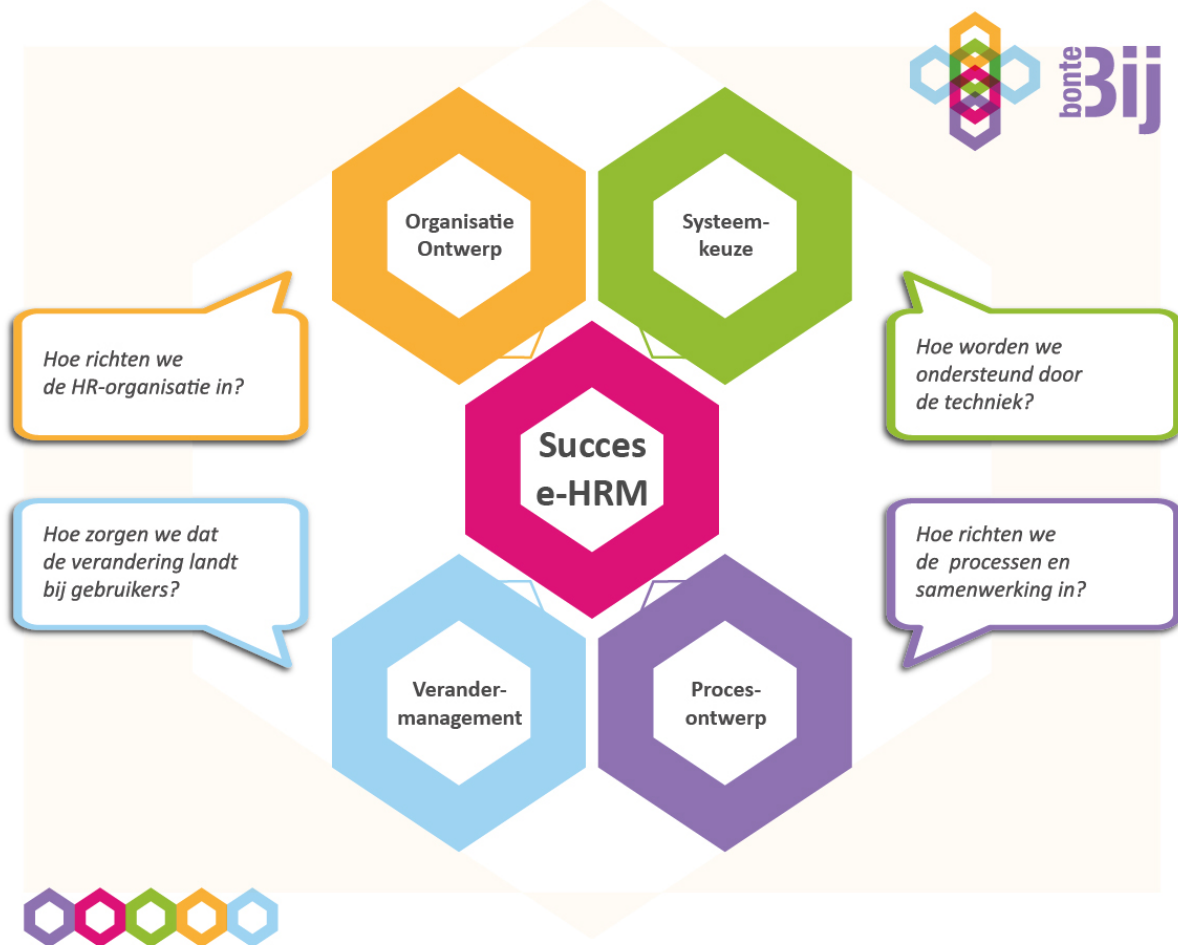 bonte
Bij
Organisatie
Ontwerp
Systeem-
keuze
Hoe richten we
de HR-organisatie in?
Hoe worden we
ondersteund door
de techniek?
Succes
e-HRM
Hoe zorgen we dat
de verandering landt
bij gebruikers?
Hoe richten we
de processen en
samenwerking in?
Verander-
management
Proces-
ontwerp